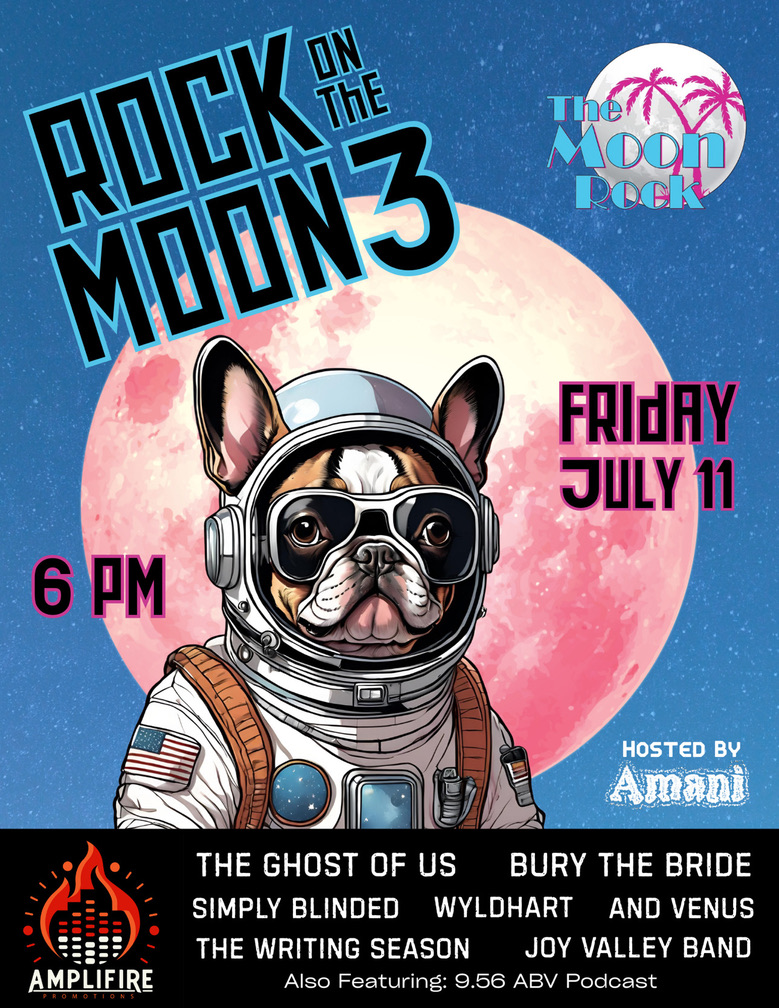 ROCK ON THE
MOON 3
The
Moon
Rock
FRIdAY
JULY 11
6 PM
HOSTED BY
Amani
THE GHOST OF US BURY THE BRIDE
SIMPLY BLINDED WYLDHART AND VENUS
THE WRITING SEASON JOY VALLEY BAND
Also Featuring: 9.56 ABV Podcast
AMPLIFIRE
PROMOTIONS